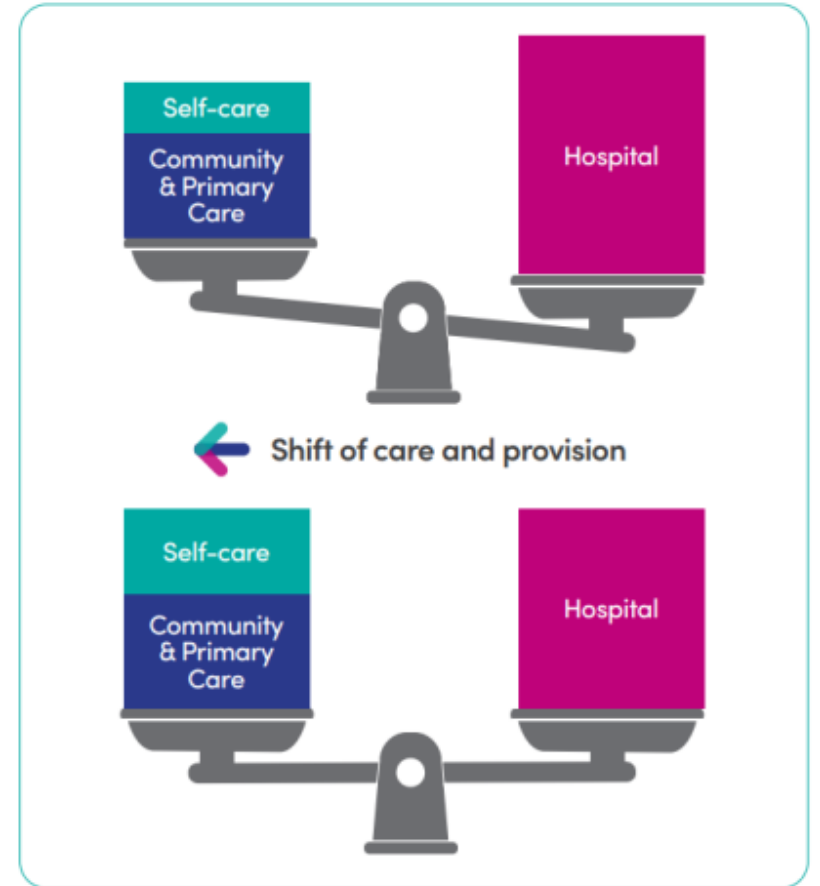 Self-care
Community
& Primary
Care
Hospital
Shift of care and provision
Self-care
Community
& Primary
Care
Hospital